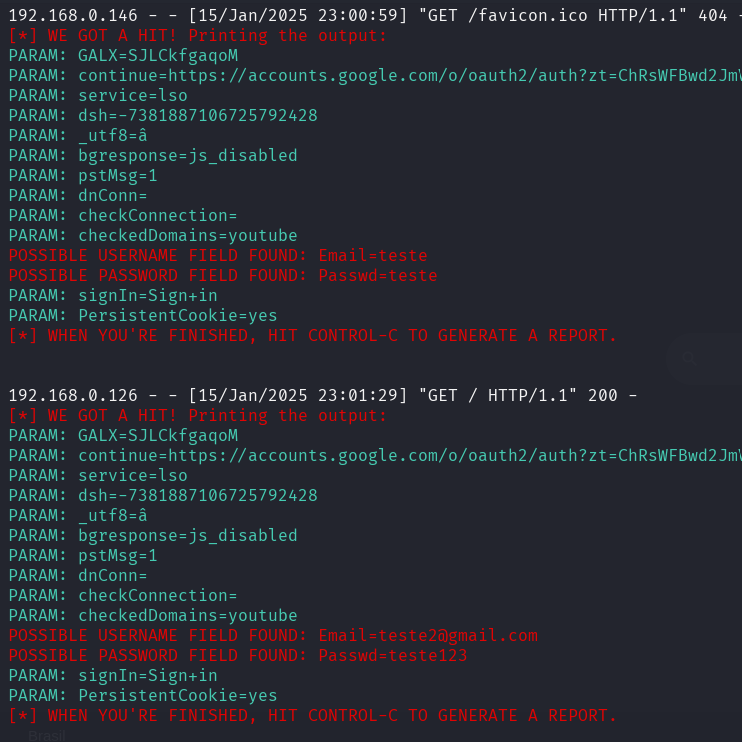 192.168.0.146 - - [15/Jan/2025 23:00:59] "GET /favicon.ico HTTP/1.1" 404 -
[*] WE GOT A HIT! Printing the output:
PARAM: GALX=SJLCkfgaqoM
PARAM: continue=https://accounts.google.com/o/oauth2/auth?zt=ChRsWFBwd2JmV
PARAM: service=lso
PARAM: dsh=-7381887106725792428
PARAM: _utf8=â
PARAM: bgresponse=js_disabled
PARAM: pstMsg=1
PARAM: dnConn=
PARAM: checkConnection=
PARAM: checkedDomains=youtube
POSSIBLE USERNAME FIELD FOUND: Email=teste
POSSIBLE PASSWORD FIELD FOUND: Passwd=teste
PARAM: signIn=Sign+in
PARAM: PersistentCookie=yes
[*] WHEN YOU'RE FINISHED, HIT CONTROL-C TO GENERATE A REPORT.
192.168.0.126 - - [15/Jan/2025 23:01:29] "GET / HTTP/1.1" 200 -
[*] WE GOT A HIT! Printing the output:
PARAM: GALX=SJLCkfgaqoM
PARAM: continue=https://accounts.google.com/o/oauth2/auth?zt=ChRsWFBwd2JmV
PARAM: service=lso
PARAM: dsh=-7381887106725792428
PARAM: _utf8=â
PARAM: bgresponse=js_disabled
PARAM: pstMsg=1
PARAM: dnConn=
PARAM: checkConnection=
PARAM: checkedDomains=youtube
POSSIBLE USERNAME FIELD FOUND: Email=teste2@gmail.com
POSSIBLE PASSWORD FIELD FOUND: Passwd=teste123
PARAM: signIn=Sign+in
PARAM: PersistentCookie=yes
[*] WHEN YOU'RE FINISHED, HIT CONTROL-C TO GENERATE A REPORT.
Brasil